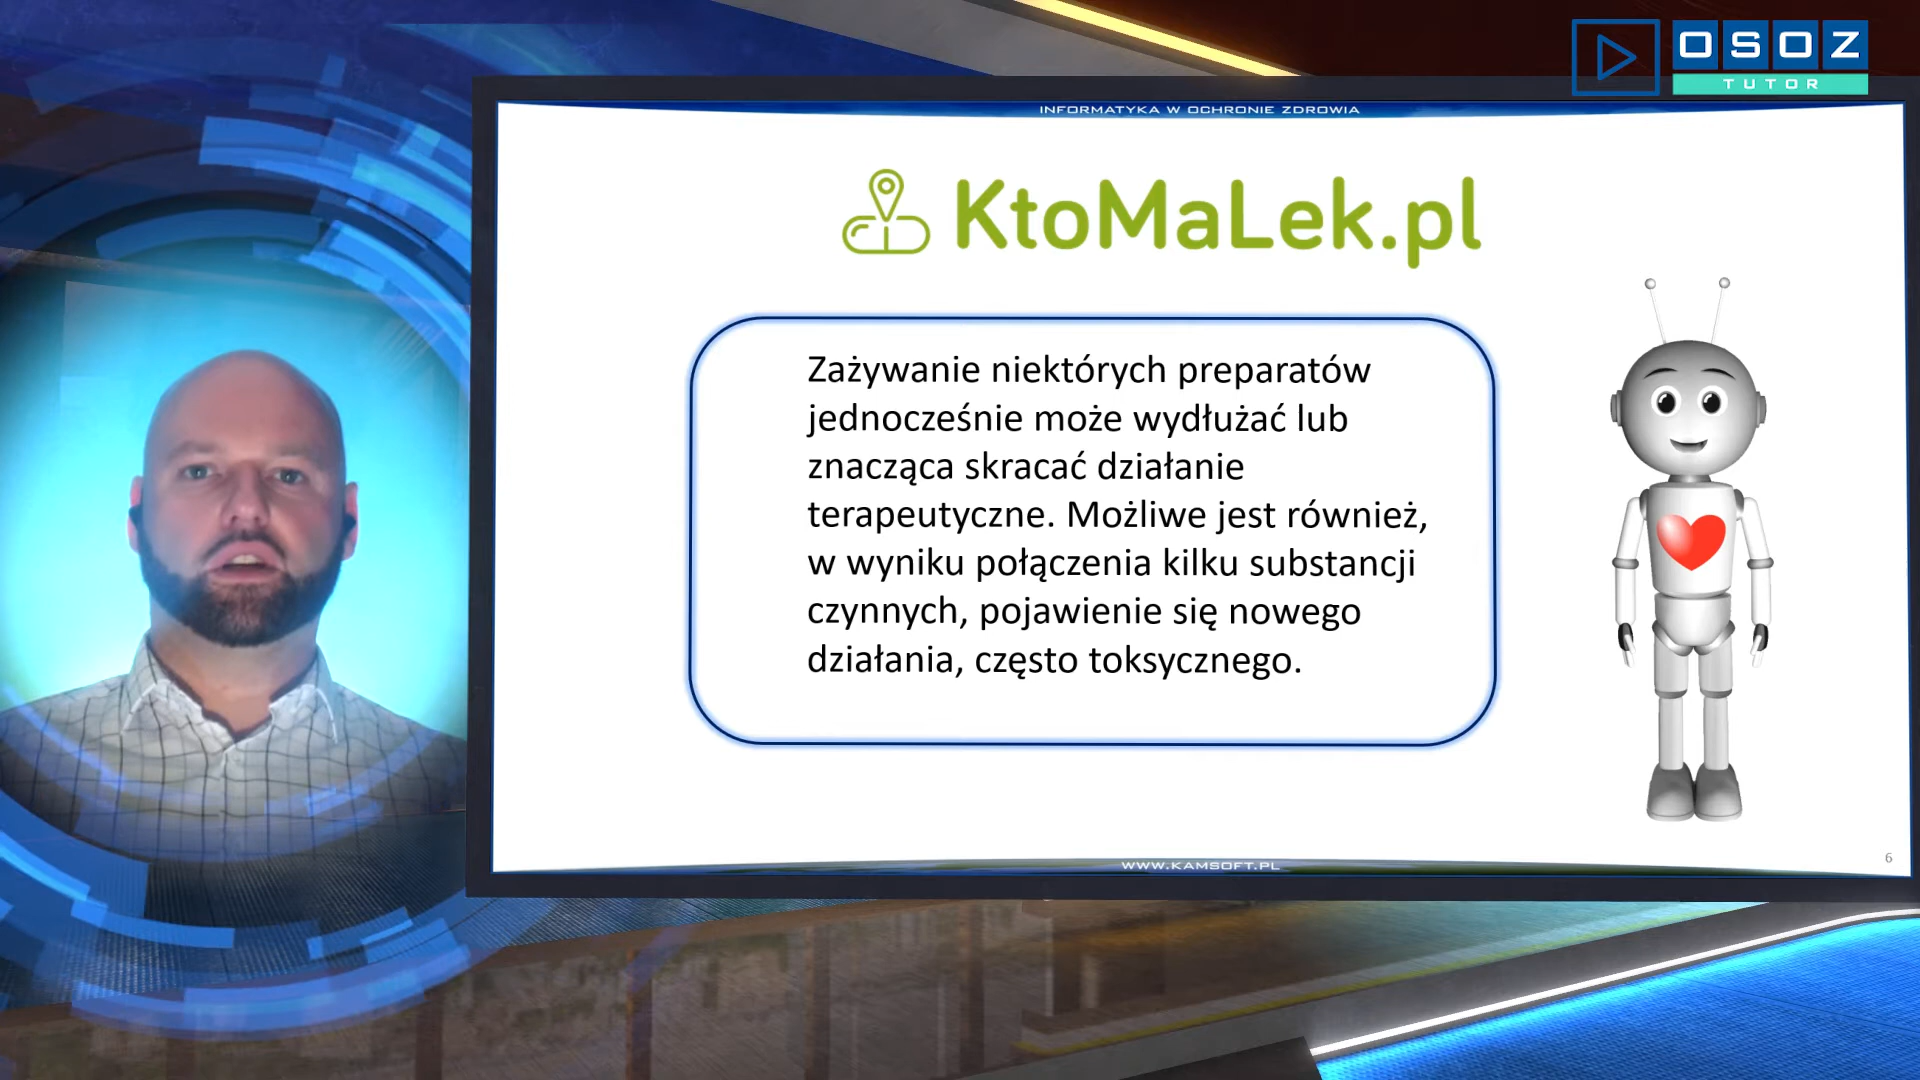 OSOZ
TUTOR
INFORMATYKA W OCHRONIE ZDROWIA
KtoMaLek.pl
Zażywanie niektórych preparatów
jednocześnie może wydłużać lub
znacząca skracać działanie
terapeutyczne. Możliwe jest również,
w wyniku połączenia kilku substancji
czynnych, pojawienie się nowego
działania, często toksycznego.
WWW.KAMSOFT.PL
6